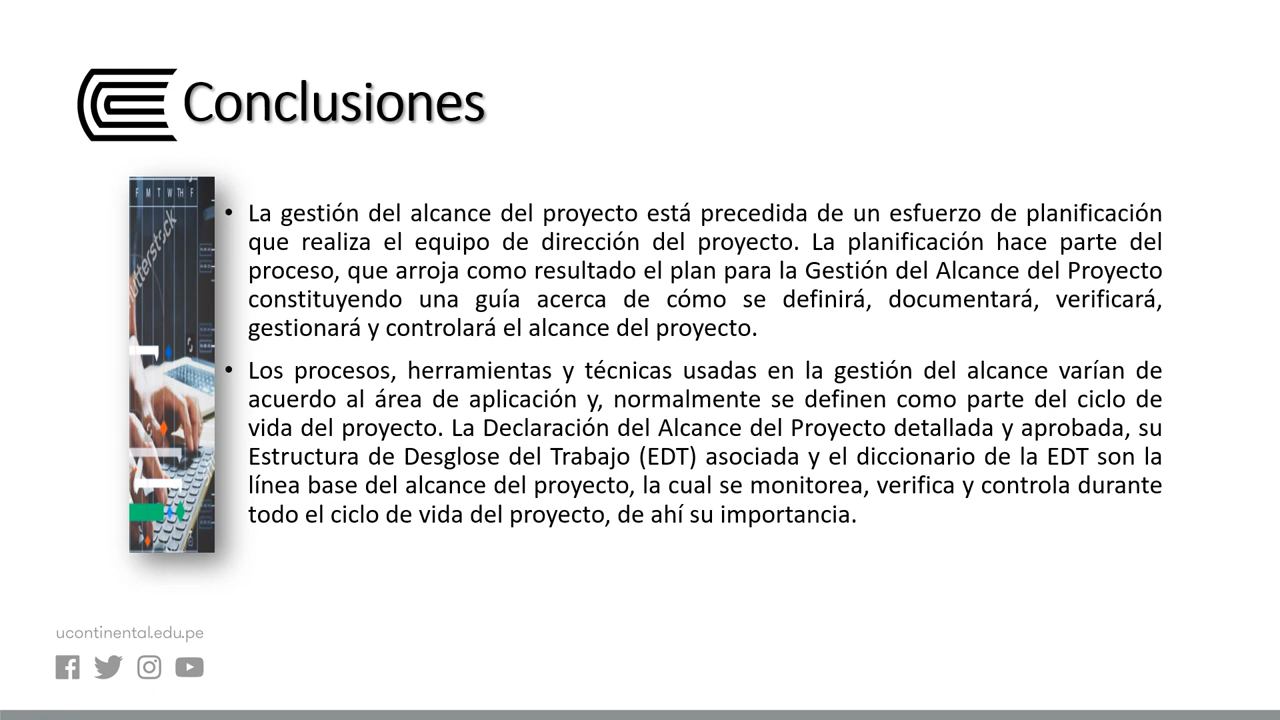 Conclusiones
F M T W TH F
shutterstock
• La gestión del alcance del proyecto está precedida de un esfuerzo de planificación
que realiza el equipo de dirección del proyecto. La planificación hace parte del
proceso, que arroja como resultado el plan para la Gestión del Alcance del Proyecto
constituyendo una guía acerca de cómo se definirá, documentará, verificará,
gestionará y controlará el alcance del proyecto.
• Los procesos, herramientas y técnicas usadas en la gestión del alcance varían de
acuerdo al área de aplicación y, normalmente se definen como parte del ciclo de
vida del proyecto. La Declaración del Alcance del Proyecto detallada y aprobada, su
Estructura de Desglose del Trabajo (EDT) asociada y el diccionario de la EDT son la
línea base del alcance del proyecto, la cual se monitorea, verifica y controla durante
todo el ciclo de vida del proyecto, de ahí su importancia.
ucontinental.edu.pe